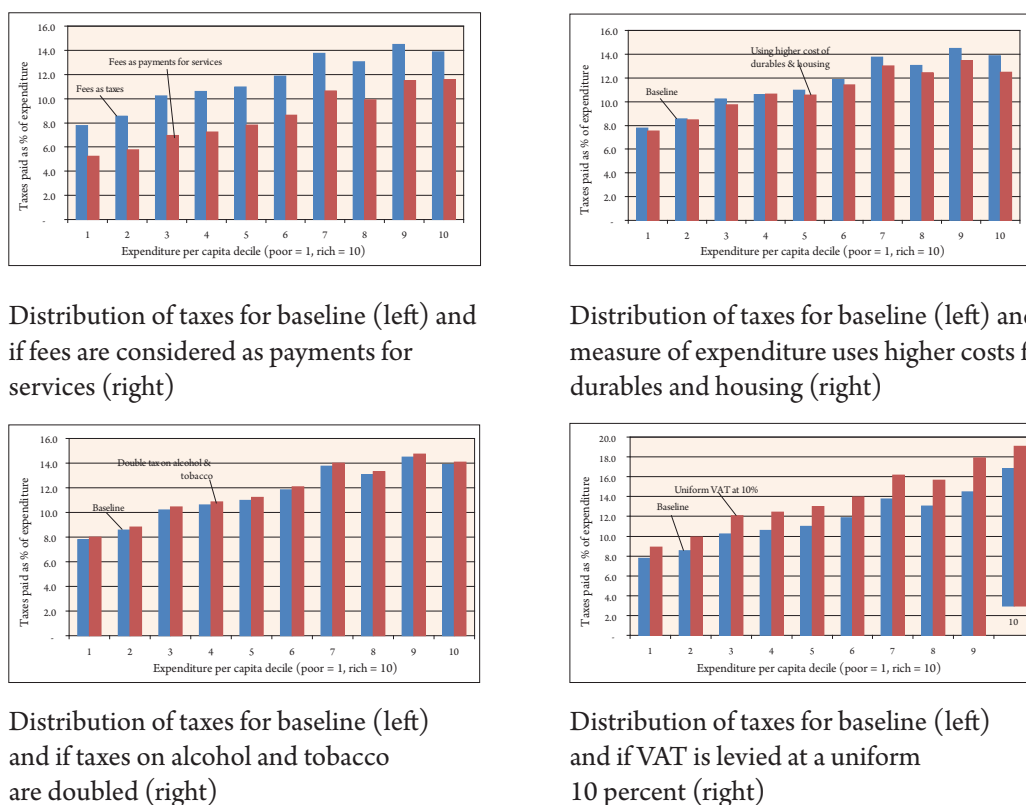 16.0
14.0
12.0
10.0
8.0
6.0
4.0
2.0
-
Taxes paid as % of expenditure
Fees as payments for services
Fees as taxes
1 2 3 4 5 6 7 8 9 10
Expenditure per capita decile (poor = 1, rich = 10)
Distribution of taxes for baseline (left) and
if fees are considered as payments for
services (right)
16.0
14.0
12.0
10.0
8.0
6.0
4.0
2.0
-
Taxes paid as % of expenditure
Using higher cost of
durables & housing
Baseline
1 2 3 4 5 6 7 8 9 10
Expenditure per capita decile (poor = 1, rich = 10)
Distribution of taxes for baseline (left)
measure of expenditure uses higher costs
durables and housing (right)
16.0
14.0
12.0
10.0
8.0
6.0
4.0
2.0
-
Taxes paid as % of expenditure
Double tax on alcohol &
tobacco
Baseline
1 2 3 4 5 6 7 8 9 10
Expenditure per capita decile (poor = 1, rich = 10)
Distribution of taxes for baseline (left)
and if taxes on alcohol and tobacco
are doubled (right)
20.0
18.0
16.0
14.0
12.0
10.0
8.0
6.0
4.0
2.0
-
Taxes paid as % of expenditure
Uniform VAT at 10%
Baseline
1 2 3 4 5 6 7 8 9 10
Expenditure per capita decile (poor = 1, rich = 10)
Distribution of taxes for baseline (left)
and if VAT is levied at a uniform
10 percent (right)